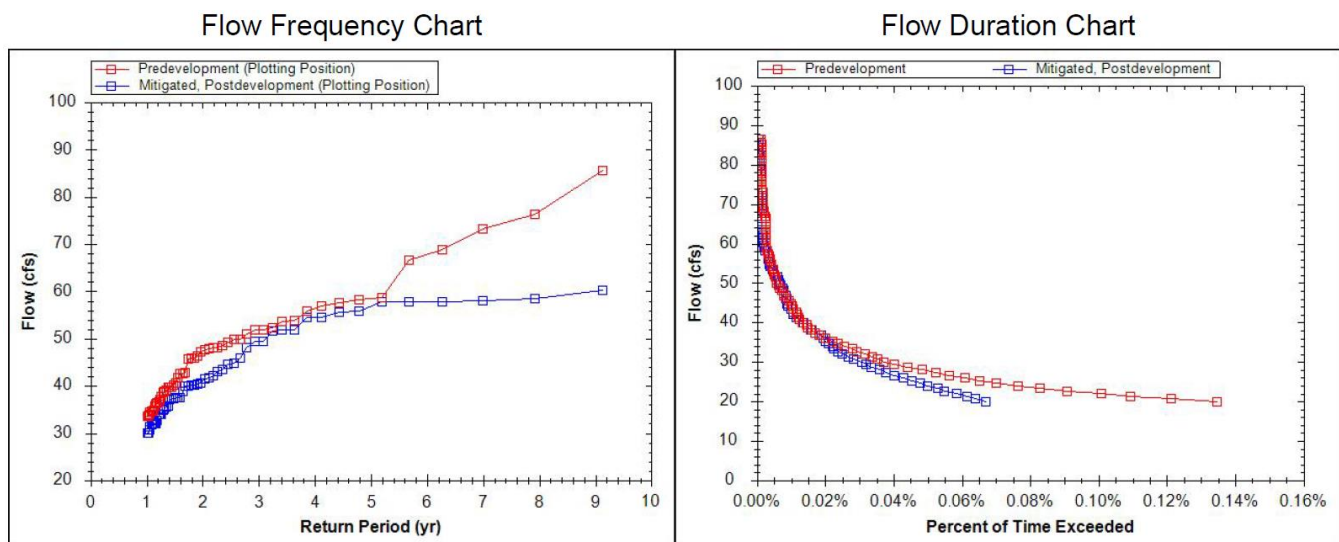 Flow Frequency Chart
Predevelopment (Plotting Position)
Mitigated, Postdevelopment (Plotting Position)
100
90
80
70
60
50
40
30
20
Flow (cfs)
0 1 2 3 4 5 6 7 8 9 10
Return Period (yr)
Flow Duration Chart
Predevelopment Mitigated, Postdevelopment
100
90
80
70
60
50
40
30
20
10
0
Flow (cfs)
0.00% 0.02% 0.04% 0.06% 0.08% 0.10% 0.12% 0.14% 0.16%
Percent of Time Exceeded